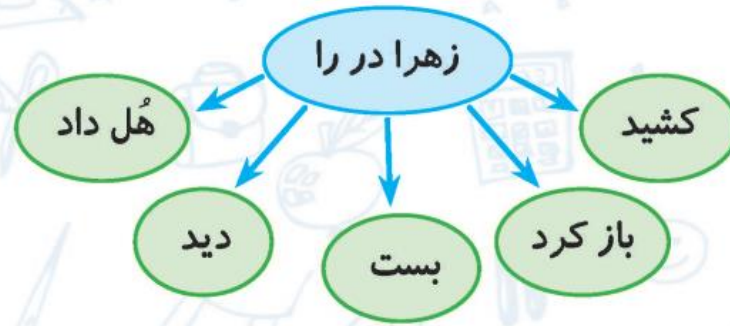 زهرا در را
کشید
باز کرد
بست
دید
هُل داد